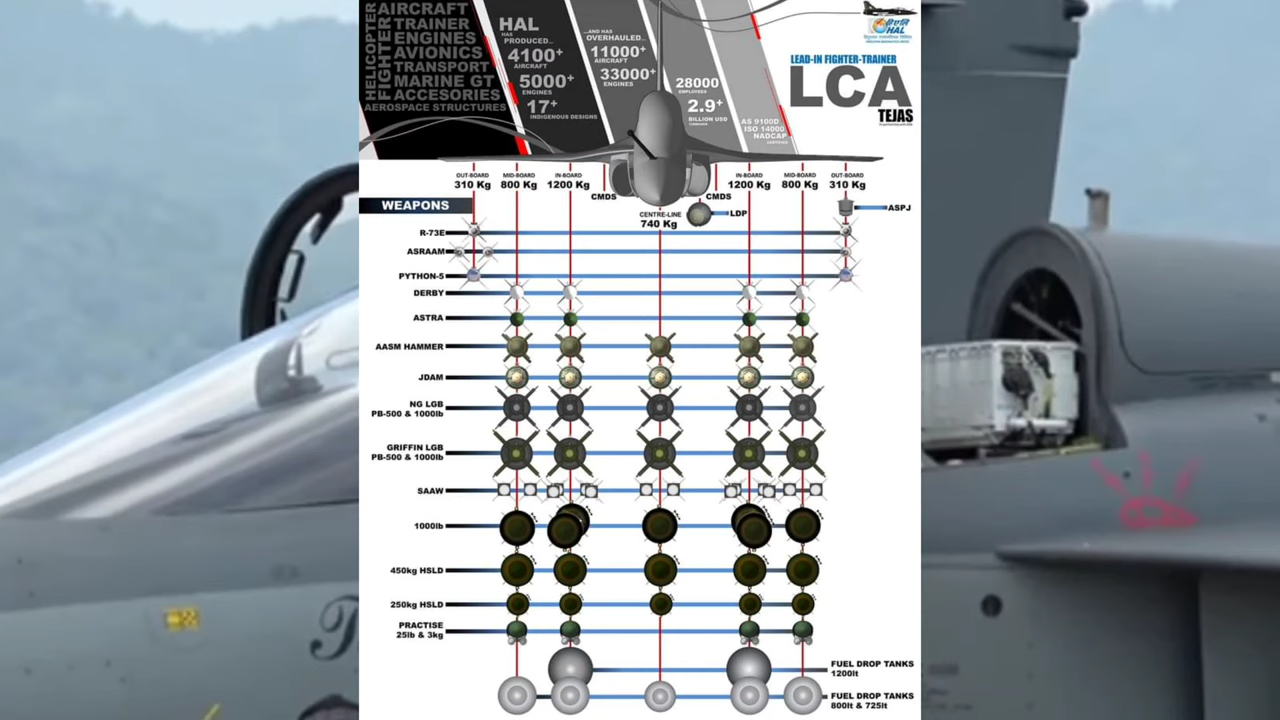 HELICOPTER
FIGHTER
AIRCRAFT
TRAINER
ENGINES
AVIONICS
TRANSPORT
MARINE GT
ACCESORIES
AEROSPACE STRUCTURES
HAL
HAS
PRODUCED...
4100+
AIRCRAFT
5000+
ENGINES
17+
INDIGENOUS DESIGNS
...AND HAS
OVERHAULED...
11000+
AIRCRAFT
33000+
ENGINES
28000
EMPLOYEES
2.9+
BILLION USD
AS 9100D
ISO 14000
NADCAP
HAL
LEAD-IN FIGHTER-TRAINER
LCA
TEJAS
OUT-BOARD
310 Kg
MID-BOARD
800 Kg
IN-BOARD
1200 Kg
CMDS
CENTRE-LINE
740 Kg
CMDS
LDP
IN-BOARD
1200 Kg
MID-BOARD
800 Kg
OUT-BOARD
310 Kg
ASPJ
WEAPONS
R-73E
ASRAAM
PYTHON-5
DERBY
ASTRA
AASM HAMMER
JDAM
NG LGB
PB-500 & 1000lb
GRIFFIN LGB
PB-500 & 1000lb
SAAW
1000lb
450kg HSLD
250kg HSLD
PRACTISE
25lb & 3kg
FUEL DROP TANKS
1200lt
FUEL DROP TANKS
800lt & 725lt